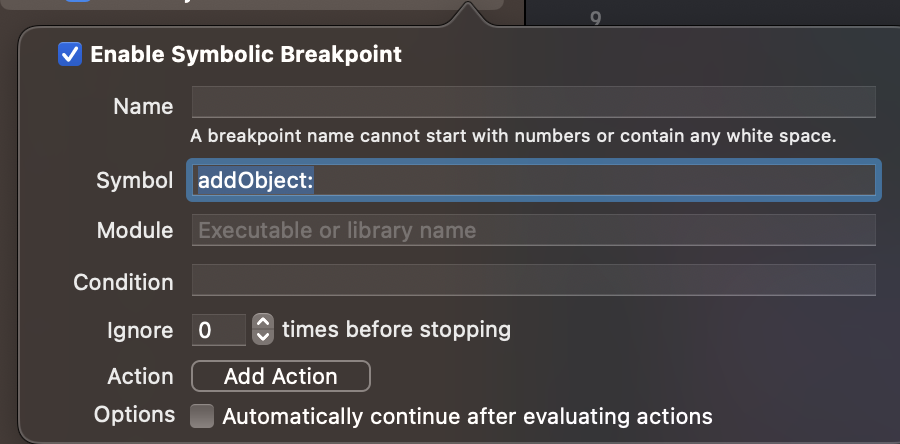 9
Enable Symbolic Breakpoint
Name
A breakpoint name cannot start with numbers or contain any white space.
Symbol addObject:
Module Executable or library name
Condition
Ignore 0 times before stopping
Action Add Action
Options Automatically continue after evaluating actions